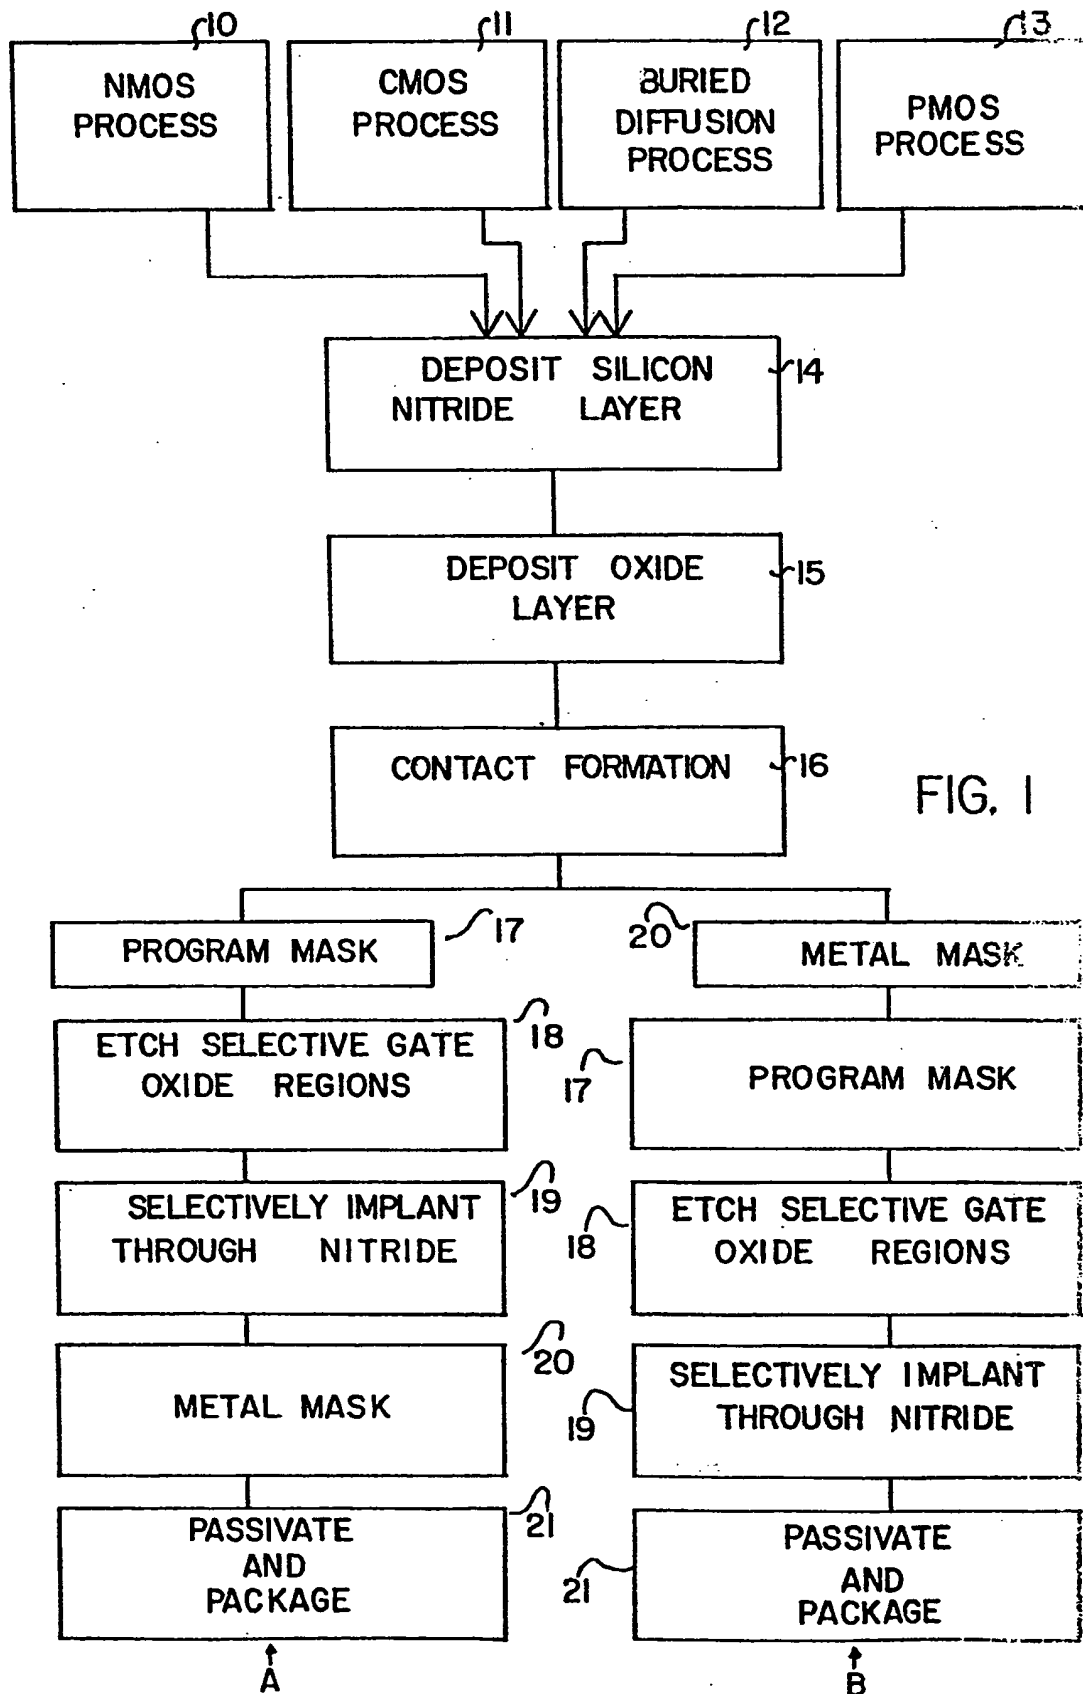 10
NMOS
PROCESS
11
CMOS
PROCESS
12
BURIED
DIFFUSION
PROCESS
13
PMOS
PROCESS
DEPOSIT SILICON
NITRIDE LAYER
14
DEPOSIT OXIDE
LAYER
15
CONTACT FORMATION
16
FIG. 1
PROGRAM MASK
17
ETCH SELECTIVE GATE
OXIDE REGIONS
18
SELECTIVELY IMPLANT
THROUGH NITRIDE
19
METAL MASK
20
PASSIVATE
AND
PACKAGE
21
A
20
METAL MASK
17
PROGRAM MASK
18
ETCH SELECTIVE GATE
OXIDE REGIONS
19
SELECTIVELY IMPLANT
THROUGH NITRIDE
21
PASSIVATE
AND
PACKAGE
B